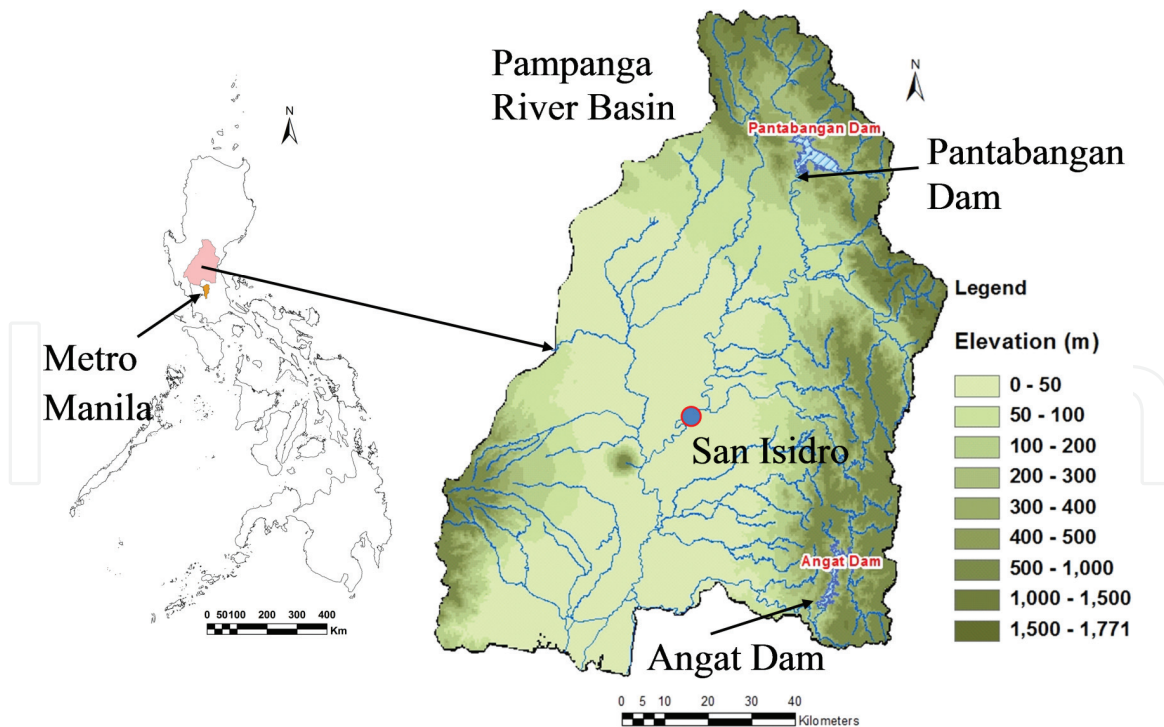 N
Metro
Manila
0 50100 200 300 400
Km
Pampanga
River Basin
N
Pantabangan Dam
Pantabangan
Dam
San Isidro
Angat Dam
Angat Dam
0 5 10 20 30 40
Kilometers
Legend
Elevation (m)
0 - 50
50 - 100
100 - 200
200 - 300
300 - 400
400 - 500
500 - 1,000
1,000 - 1,500
1,500 - 1,771